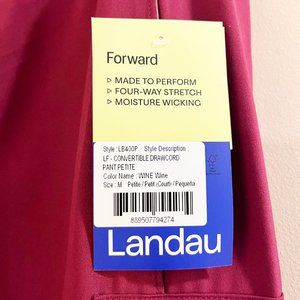 Forward
▷ MADE TO PERFORM
▷ FOUR-WAY STRETCH
▷ MOISTURE WICKING
Style : LB400P Style Description :
LF - CONVERTIBLE DRAWCORD
PANT PETITE
Color Name : WINE Wine
Size : M Petite / Petit (Court) / Pequeña
889507794274
Landau